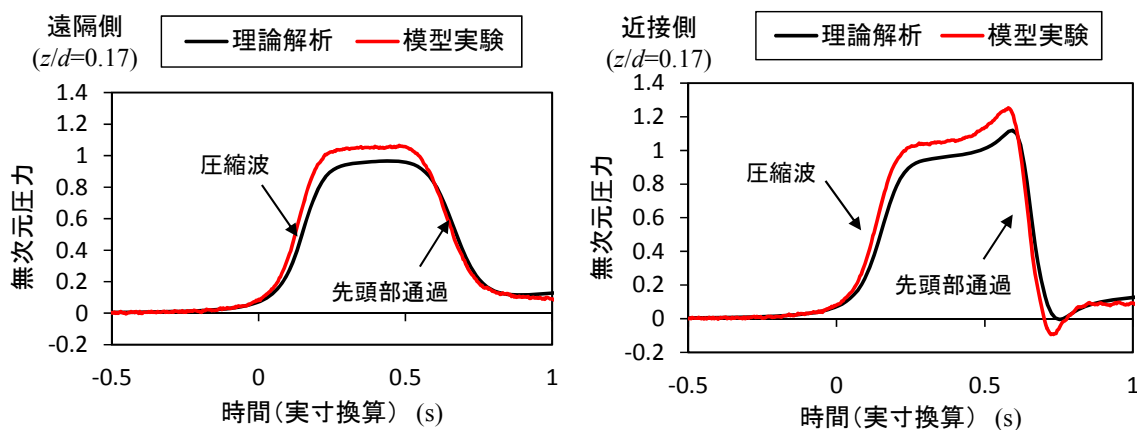 遠隔側
(z/d=0.17)
理論解析 模型実験
無次元圧力
1.4
1.2
1
0.8
0.6
0.4
0.2
0
-0.2
圧縮波
先頭部通過
-0.5 0 0.5 1
時間(実寸換算) (s)
近接側
(z/d=0.17)
理論解析 模型実験
無次元圧力
1.4
1.2
1
0.8
0.6
0.4
0.2
0
-0.2
圧縮波
先頭部通過
-0.5 0 0.5 1
時間(実寸換算) (s)